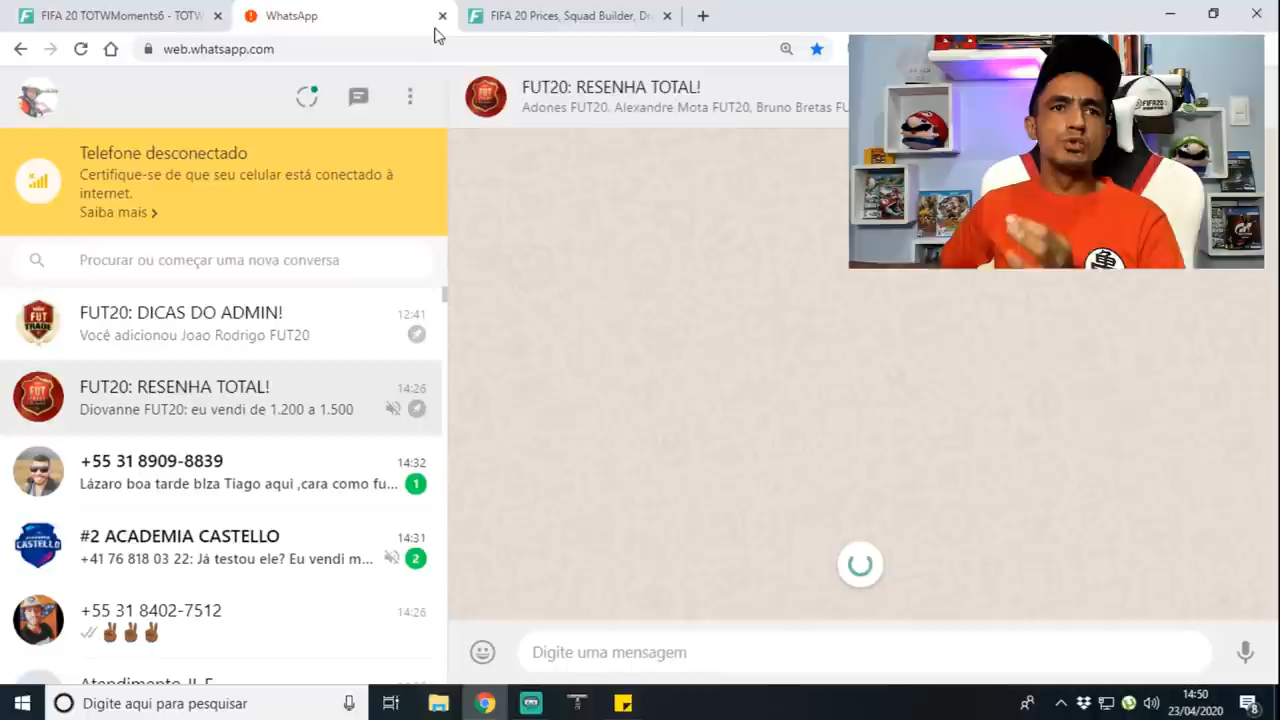 FIFA 20 TOTWMoments6 - TOTW
WhatsApp
FIFA 20 Prices, Squad Builder, Dr
web.whatsapp.com
FUT20: RESENHA TOTAL!
Adones FUT20, Alexandre Mota FUT20, Bruno Bretas FU
Telefone desconectado
Certifique-se de que seu celular está conectado à
internet.
Saiba mais
Procurar ou começar uma nova conversa
FUT20: DICAS DO ADMIN!
12:41
Você adicionou Joao Rodrigo FUT20
FUT20: RESENHA TOTAL!
14:26
Diovanne FUT20: eu vendi de 1.200 a 1.500
+55 31 8909-8839
14:32
Lázaro boa tarde blza Tiago aqui ,cara como fu...
1
#2 ACADEMIA CASTELLO
14:31
+41 76 818 03 22: Já testou ele? Eu vendi m...
2
+55 31 8402-7512
14:26
Digite uma mensagem
Digite aqui para pesquisar
14:50
23/04/2020
8
FUT
TRADE
FIFA20
亀